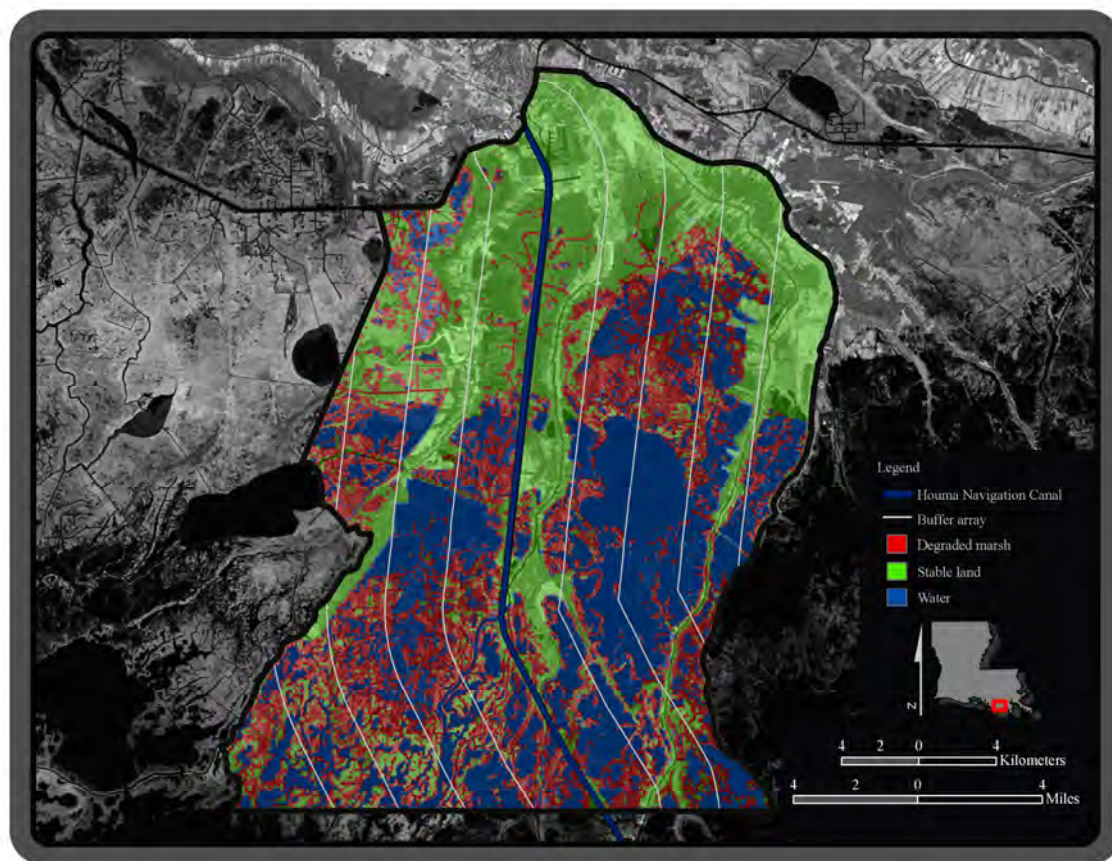 Legend
Houma Navigation Canal
Buffer array
Degraded marsh
Stable land
Water
N
4 2 0 4
Kilometers
4 2 0 4
Miles